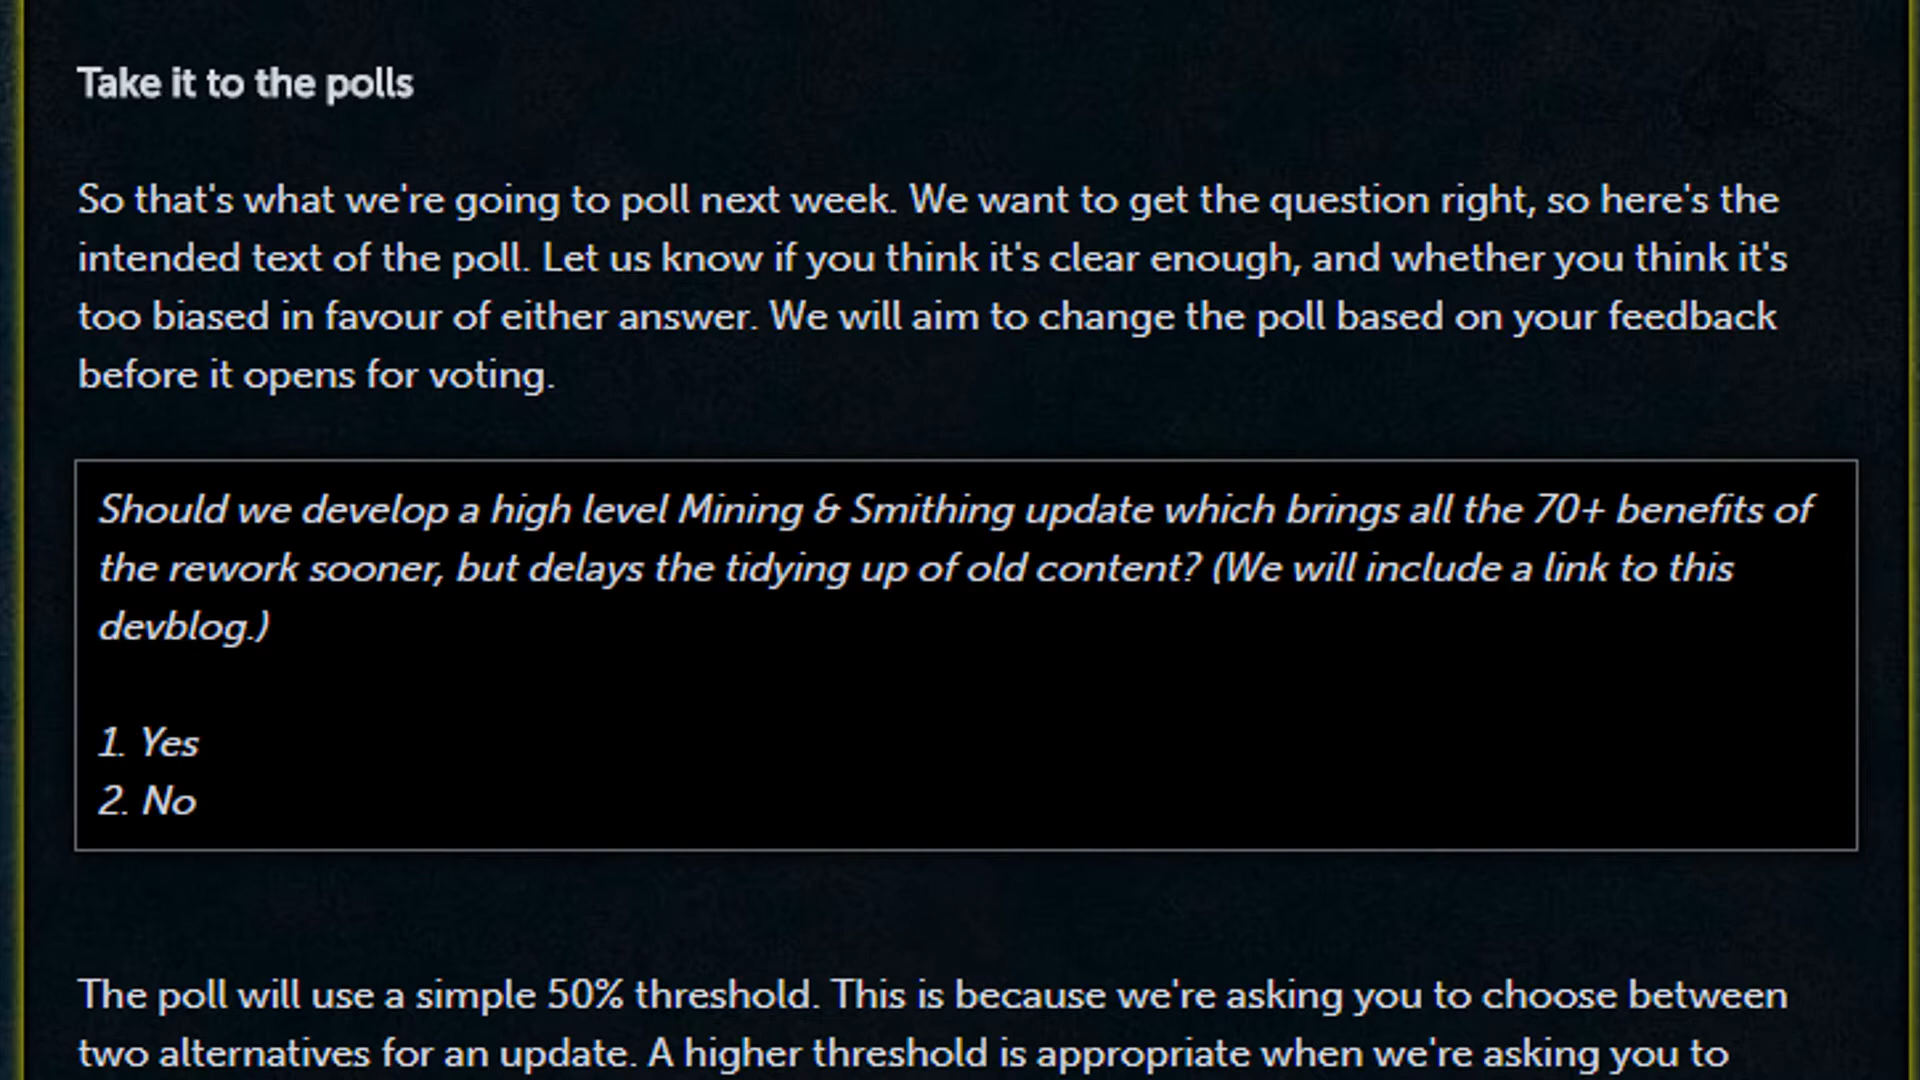 Take it to the polls
So that's what we're going to poll next week. We want to get the question right, so here's the
intended text of the poll. Let us know if you think it's clear enough, and whether you think it's
too biased in favour of either answer. We will aim to change the poll based on your feedback
before it opens for voting.
Should we develop a high level Mining & Smithing update which brings all the 70+ benefits of
the rework sooner, but delays the tidying up of old content? (We will include a link to this
devblog.)
1. Yes
2. No
The poll will use a simple 50% threshold. This is because we're asking you to choose between
two alternatives for an update. A higher threshold is appropriate when we're asking you to